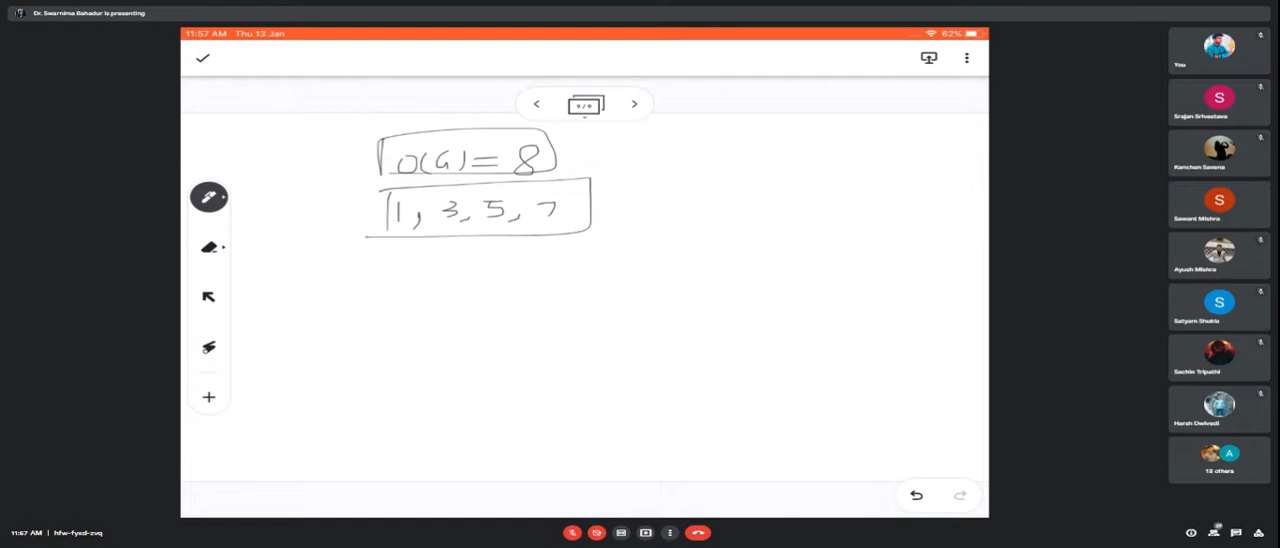 Dr. Swarnima Bahadur is presenting
11:57 AM Thu 13 Jan
62%
9/9
O(G) = 8
1, 3, 5, 7
You
S
Srajan Srivastava
Kanchan Saxena
S
Sawant Mishra
Ayush Mishra
S
Satyam Shukla
Sachin Tripathi
Harsh Dwivedi
A
18 others
11:57 AM | hfw-fyxd-zvq